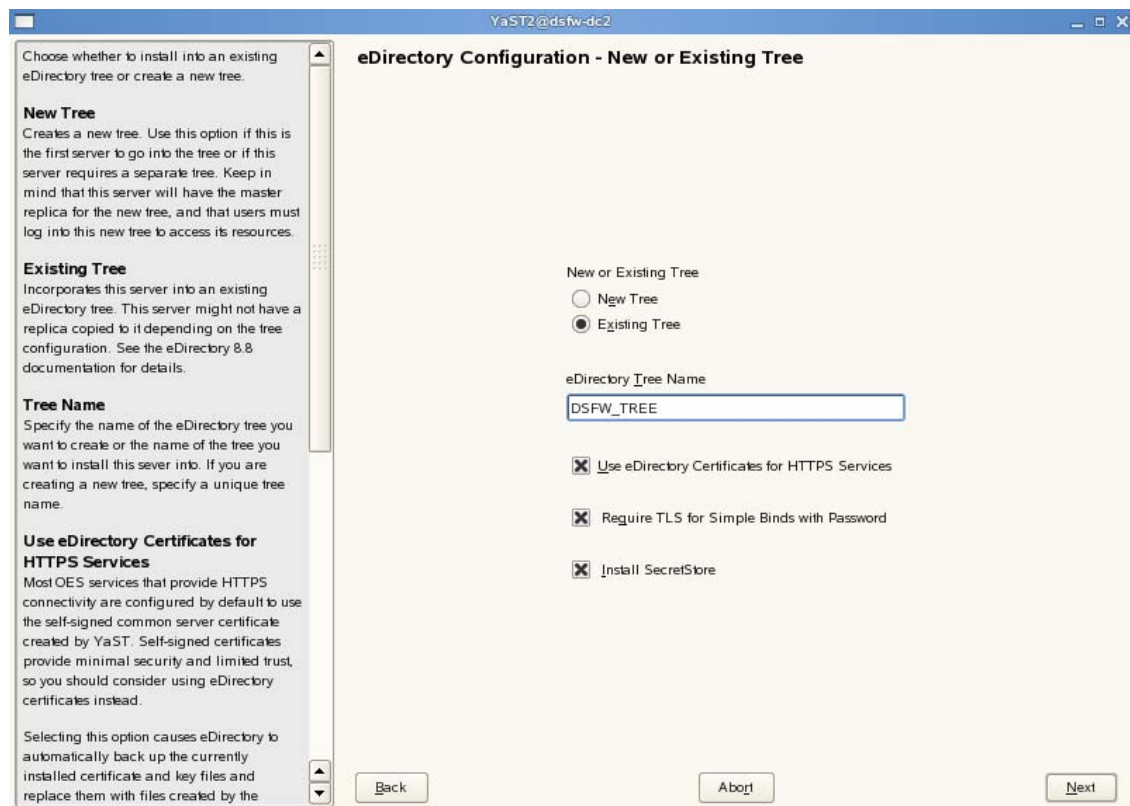 YaST2@dsfw-dc2
Choose whether to install into an existing
eDirectory tree or create a new tree.
New Tree
Creates a new tree. Use this option if this is
the first server to go into the tree or if this
server requires a separate tree. Keep in
mind that this server will have the master
replica for the new tree, and that users must
log into this new tree to access its resources.
Existing Tree
Incorporates this server into an existing
eDirectory tree. This server might not have a
replica copied to it depending on the tree
configuration. See the eDirectory 8.8
documentation for details.
Tree Name
Specify the name of the eDirectory tree you
want to create or the name of the tree you
want to install this sever into. If you are
creating a new tree, specify a unique tree
name.
Use eDirectory Certificates for
HTTPS Services
Most OES services that provide HTTPS
connectivity are configured by default to use
the self-signed common server certificate
created by YaST. Self-signed certificates
provide minimal security and limited trust,
so you should consider using eDirectory
certificates instead.
Selecting this option causes eDirectory to
automatically back up the currently
installed certificate and key files and
replace them with files created by the
eDirectory Configuration - New or Existing Tree
New or Existing Tree
New Tree
Existing Tree
eDirectory Tree Name
DSFW_TREE
Use eDirectory Certificates for HTTPS Services
Require TLS for Simple Binds with Password
Install SecretStore
Back
Abort
Next